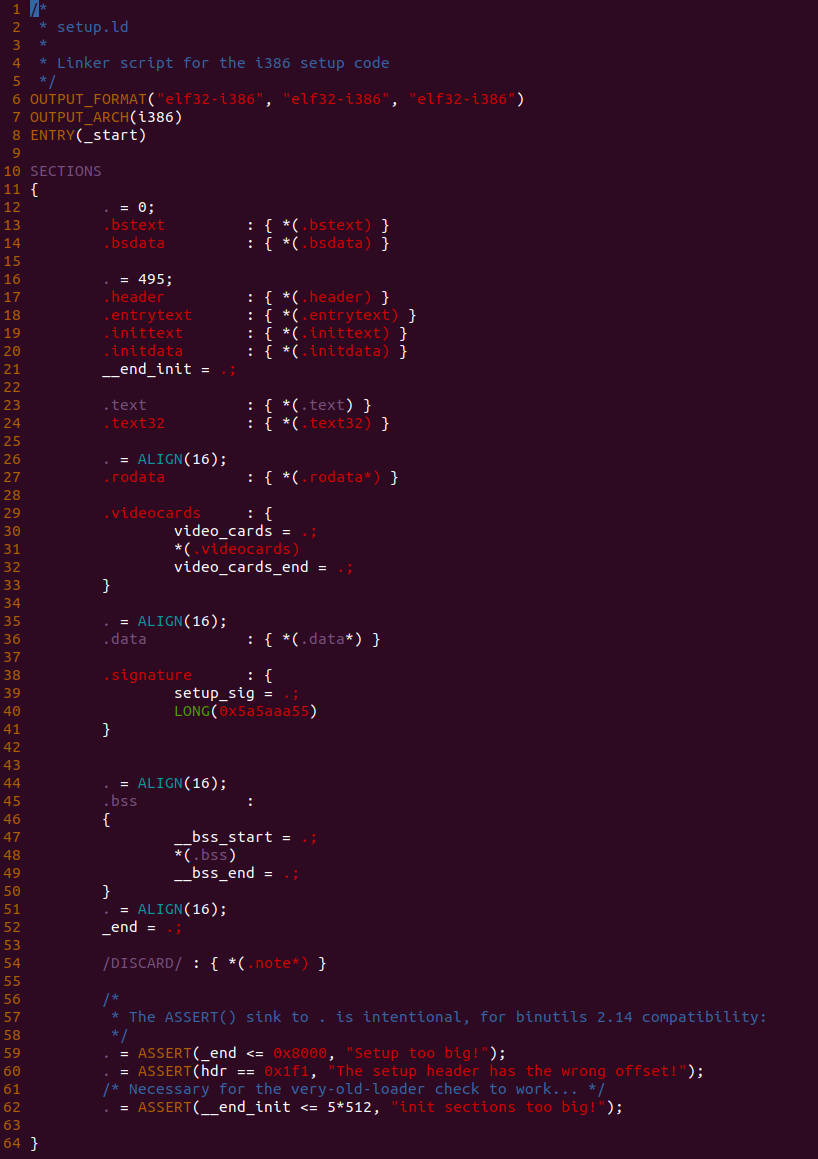 1 /*
2  * setup.ld
3  *
4  * Linker script for the i386 setup code
5  */
6 OUTPUT_FORMAT("elf32-i386", "elf32-i386", "elf32-i386")
7 OUTPUT_ARCH(i386)
8 ENTRY(_start)
9
10 SECTIONS
11 {
12         . = 0;
13         .bstext         : { *(.bstext) }
14         .bsdata         : { *(.bsdata) }
15
16         . = 495;
17         .header         : { *(.header) }
18         .entrytext      : { *(.entrytext) }
19         .inittext       : { *(.inittext) }
20         .initdata       : { *(.initdata) }
21         __end_init = .;
22
23         .text           : { *(.text) }
24         .text32         : { *(.text32) }
25
26         . = ALIGN(16);
27         .rodata         : { *(.rodata*) }
28
29         .videocards     : {
30                 video_cards = .;
31                 *(.videocards)
32                 video_cards_end = .;
33         }
34
35         . = ALIGN(16);
36         .data           : { *(.data*) }
37
38         .signature      : {
39                 setup_sig = .;
40                 LONG(0x5a5aaa55)
41         }
42
43
44         . = ALIGN(16);
45         .bss            :
46         {
47                 __bss_start = .;
48                 *(.bss)
49                 __bss_end = .;
50         }
51         . = ALIGN(16);
52         _end = .;
53
54         /DISCARD/ : { *(.note*) }
55
56         /*
57          * The ASSERT() sink to . is intentional, for binutils 2.14 compatibility:
58          */
59         . = ASSERT(_end <= 0x8000, "Setup too big!");
60         . = ASSERT(hdr == 0x1f1, "The setup header has the wrong offset!");
61         /* Necessary for the very-old-loader check to work... */
62         . = ASSERT(__end_init <= 5*512, "init sections too big!");
63
64 }